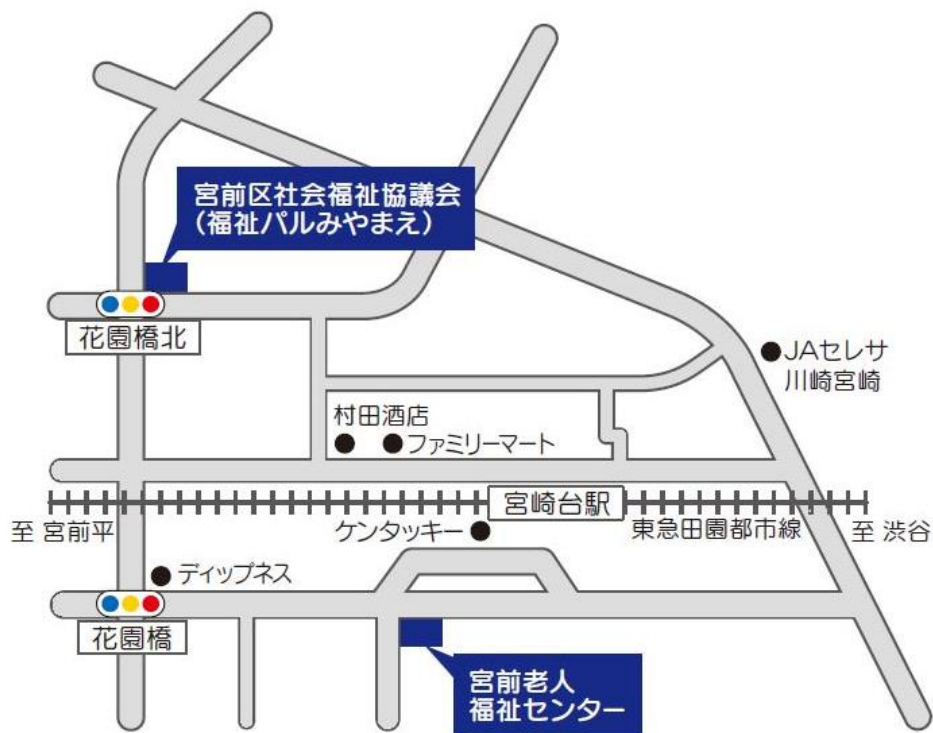 宮前区社会福祉協議会
(福祉パルみやまえ)
花園橋北
JAセレサ
川崎宮崎
村田酒店
ファミリーマート
宮崎台駅
至 宮前平
ケンタッキー
東急田園都市線
至 渋谷
ディップネス
花園橋
宮前老人
福祉センター